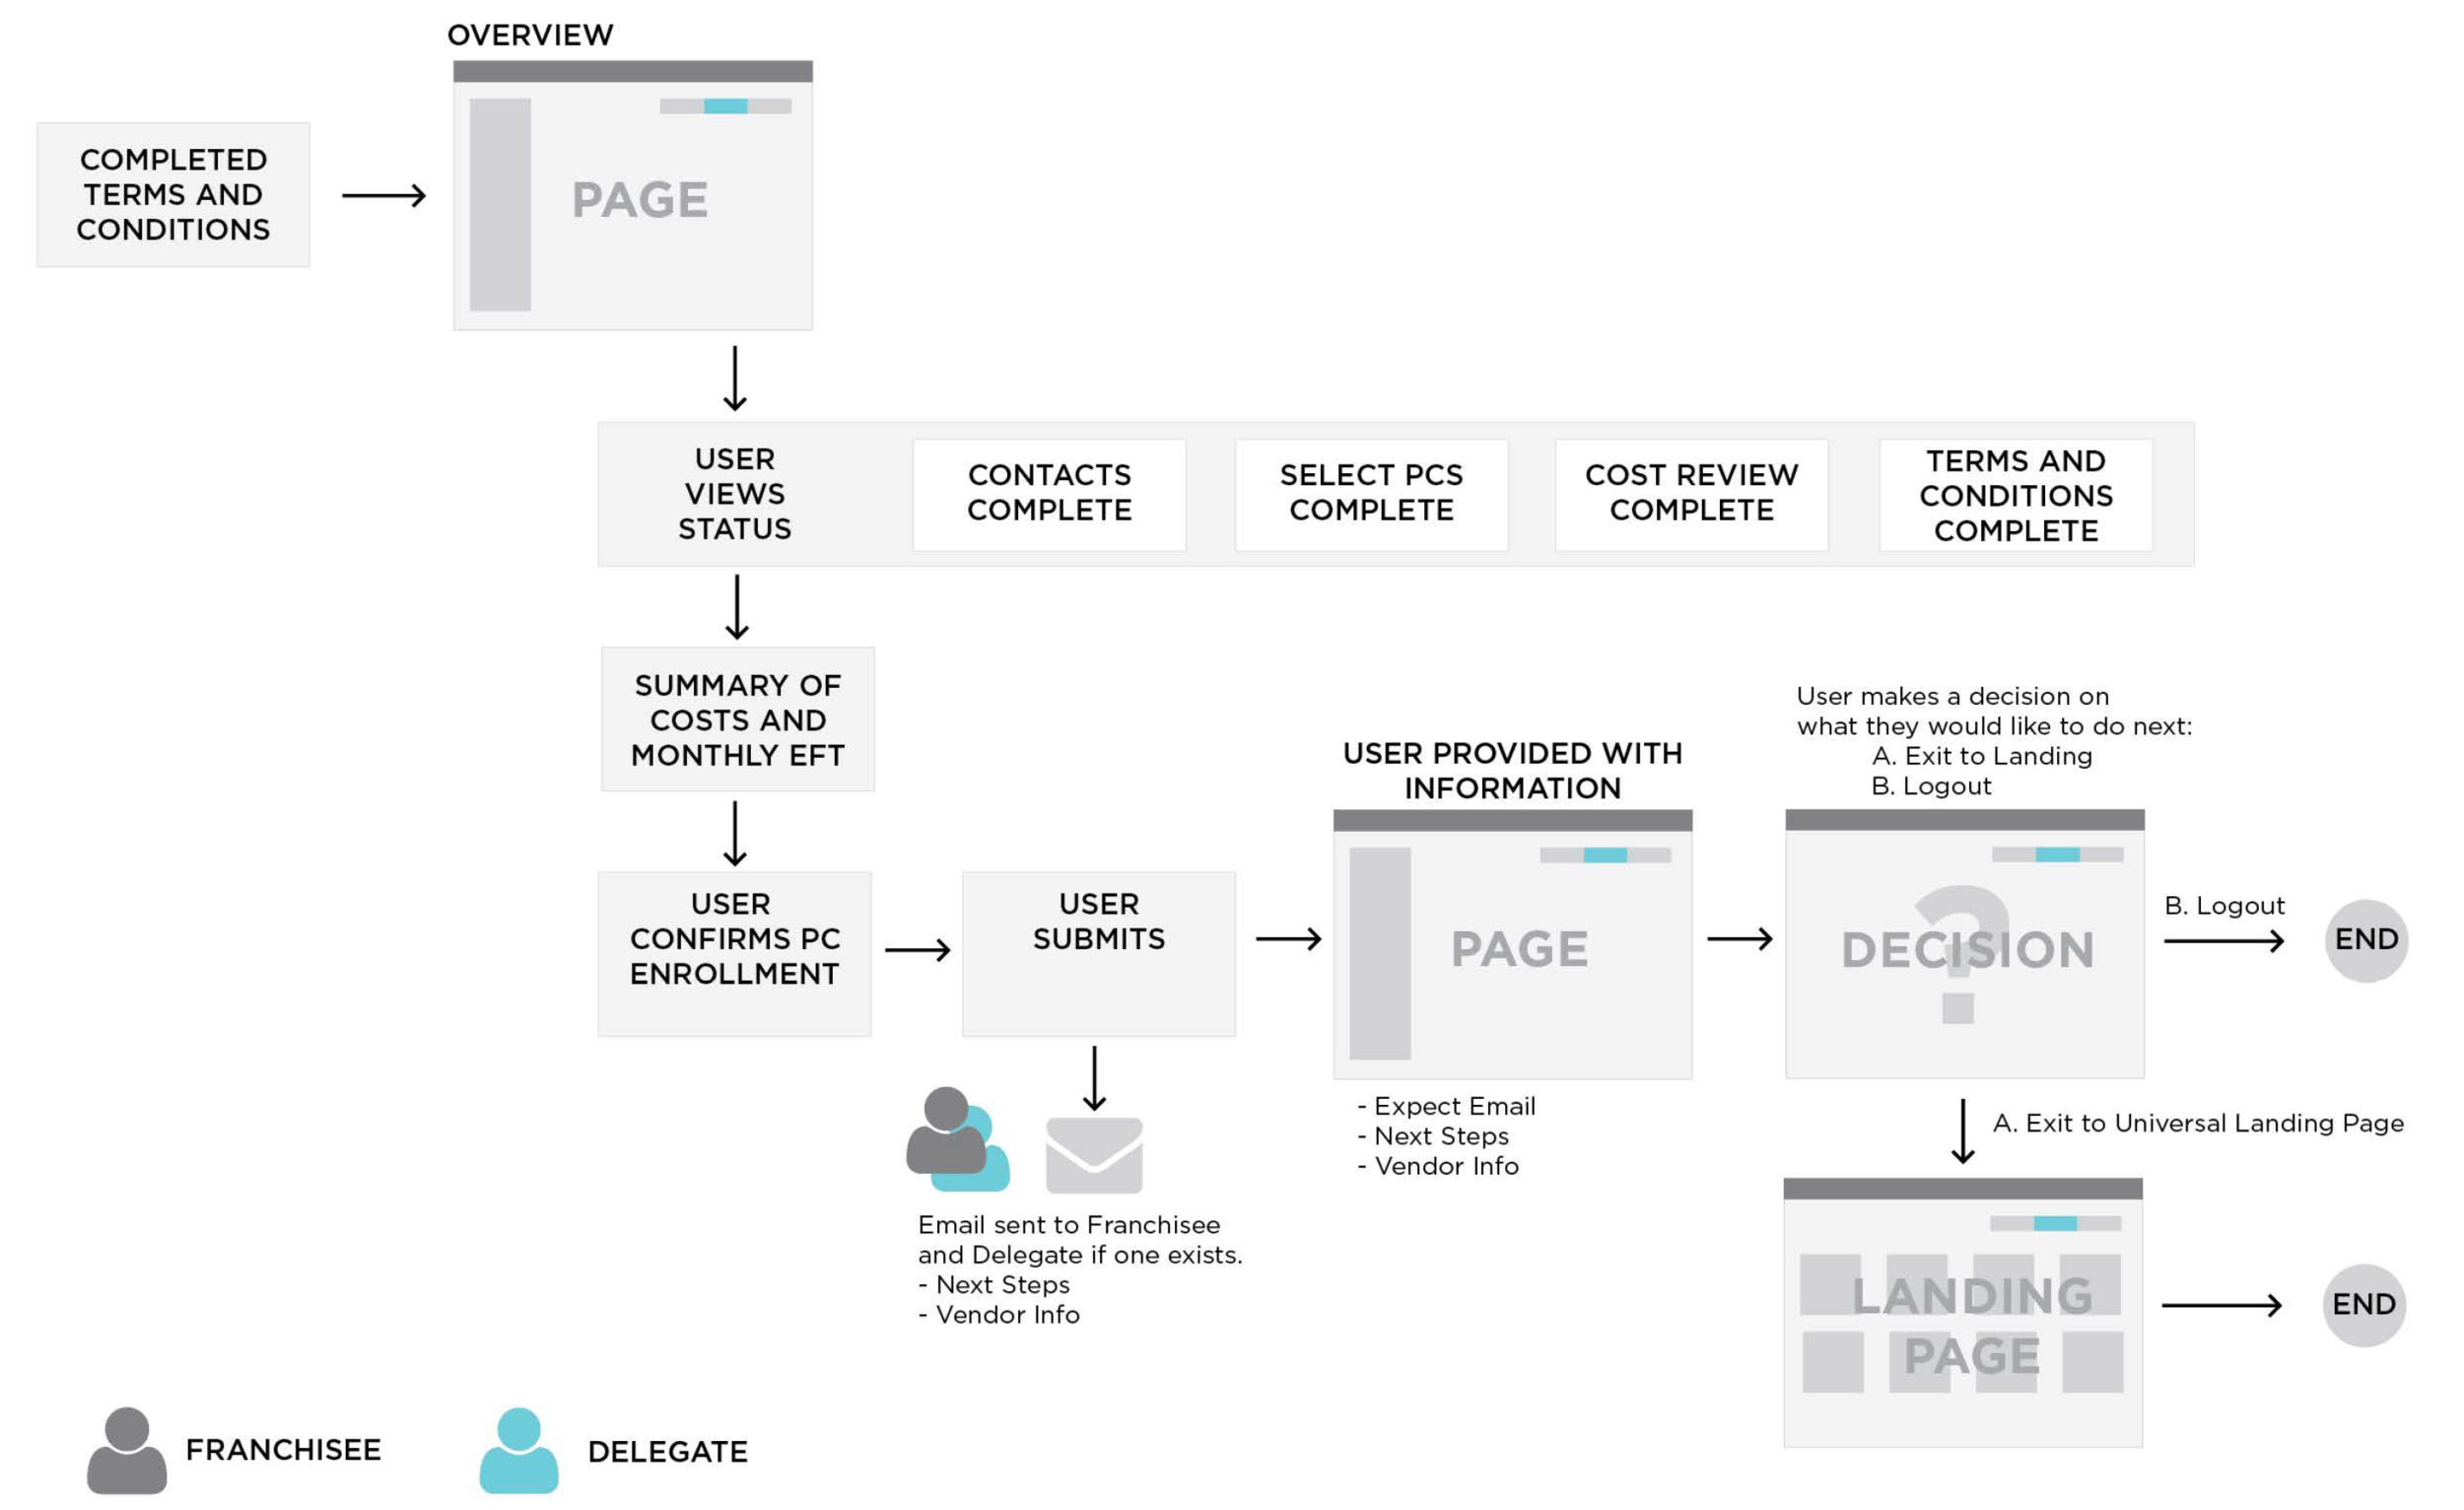 OVERVIEW
PAGE
COMPLETED
TERMS AND
CONDITIONS
USER
VIEWS
STATUS
CONTACTS
COMPLETE
SELECT PCS
COMPLETE
COST REVIEW
COMPLETE
TERMS AND
CONDITIONS
COMPLETE
SUMMARY OF
COSTS AND
MONTHLY EFT
USER
CONFIRMS PC
ENROLLMENT
USER
SUBMITS
Email sent to Franchisee
and Delegate if one exists.
- Next Steps
- Vendor Info
USER PROVIDED WITH
INFORMATION
PAGE
- Expect Email
- Next Steps
- Vendor Info
User makes a decision on
what they would like to do next:
A. Exit to Landing
B. Logout
?
DECISION
B. Logout
END
A. Exit to Universal Landing Page
LANDING
PAGE
END
FRANCHISEE
DELEGATE